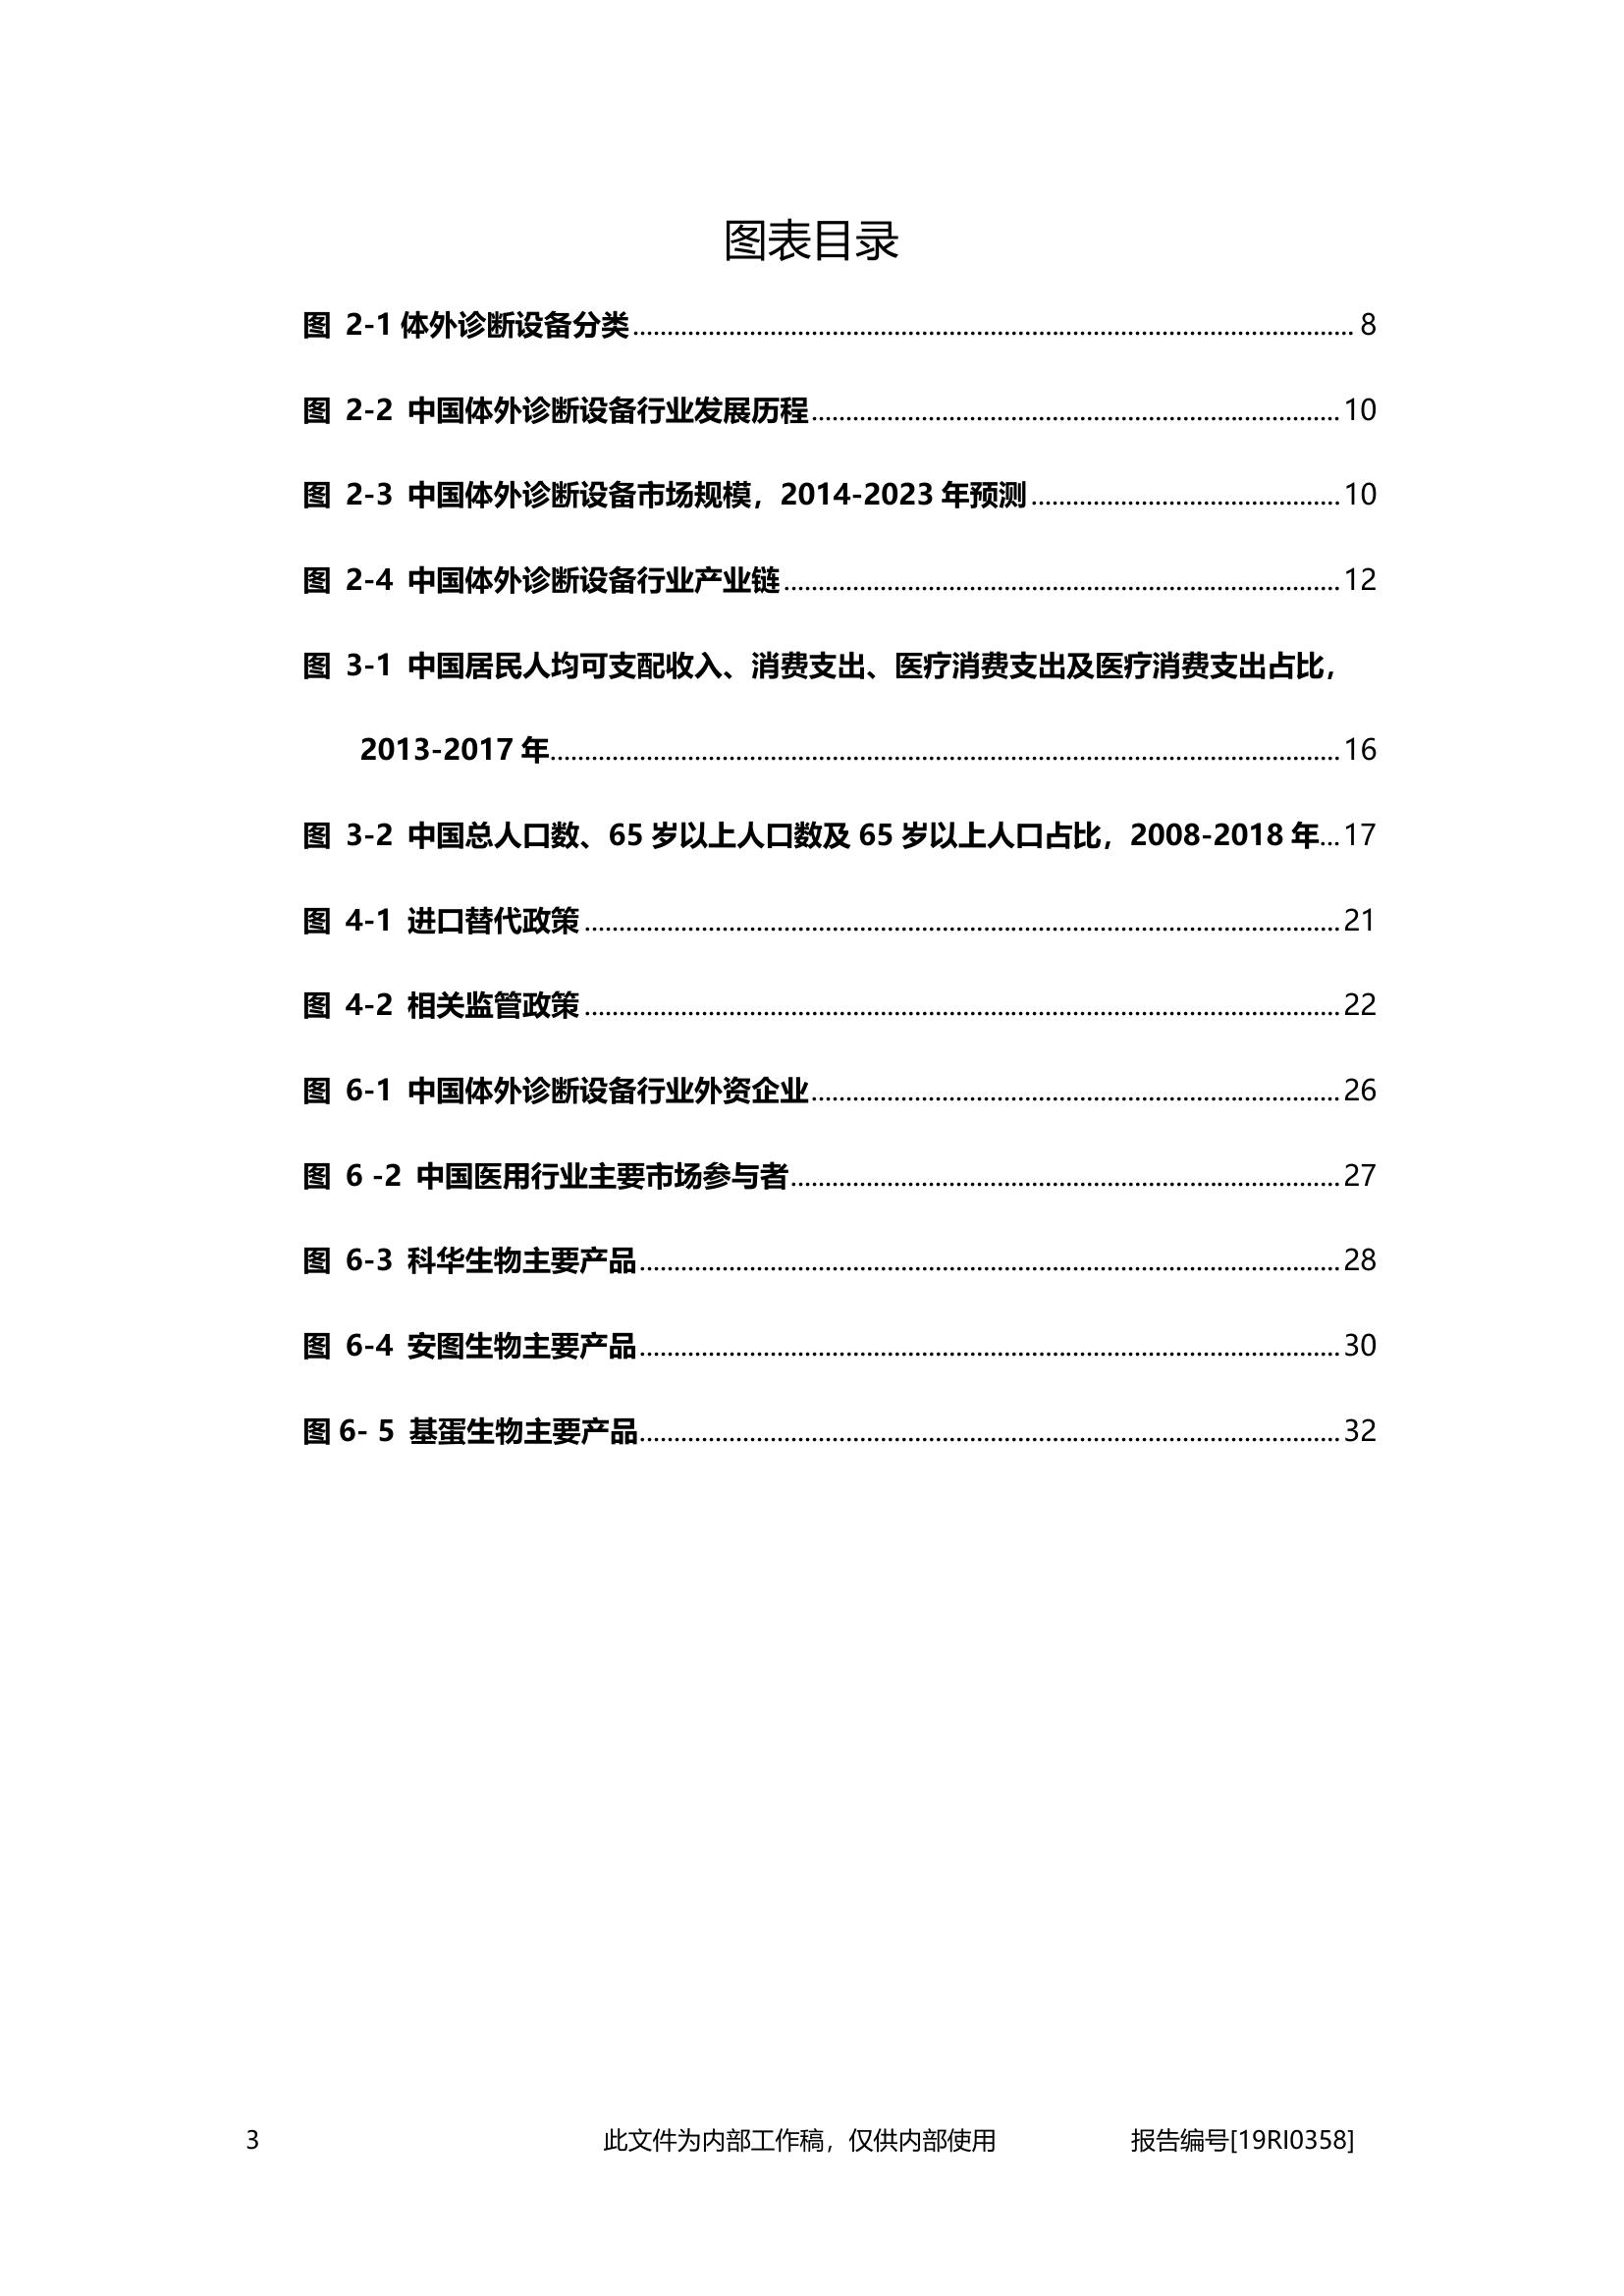 图表目录
图 2-1 体外诊断设备分类........................................ 8
图 2-2 中国体外诊断设备行业发展历程........................................ 10
图 2-3 中国体外诊断设备市场规模，2014-2023 年预测........................................ 10
图 2-4 中国体外诊断设备行业产业链........................................ 12
图 3-1 中国居民人均可支配收入、消费支出、医疗消费支出及医疗消费支出占比，
2013-2017 年........................................ 16
图 3-2 中国总人口数、65 岁以上人口数及 65 岁以上人口占比，2008-2018 年... 17
图 4-1 进口替代政策........................................ 21
图 4-2 相关监管政策........................................ 22
图 6-1 中国体外诊断设备行业外资企业........................................ 26
图 6 -2 中国医用行业主要市场参与者........................................ 27
图 6-3 科华生物主要产品........................................ 28
图 6-4 安图生物主要产品........................................ 30
图 6- 5 基蛋生物主要产品........................................ 32
3 此文件为内部工作稿，仅供内部使用 报告编号[19RI0358]